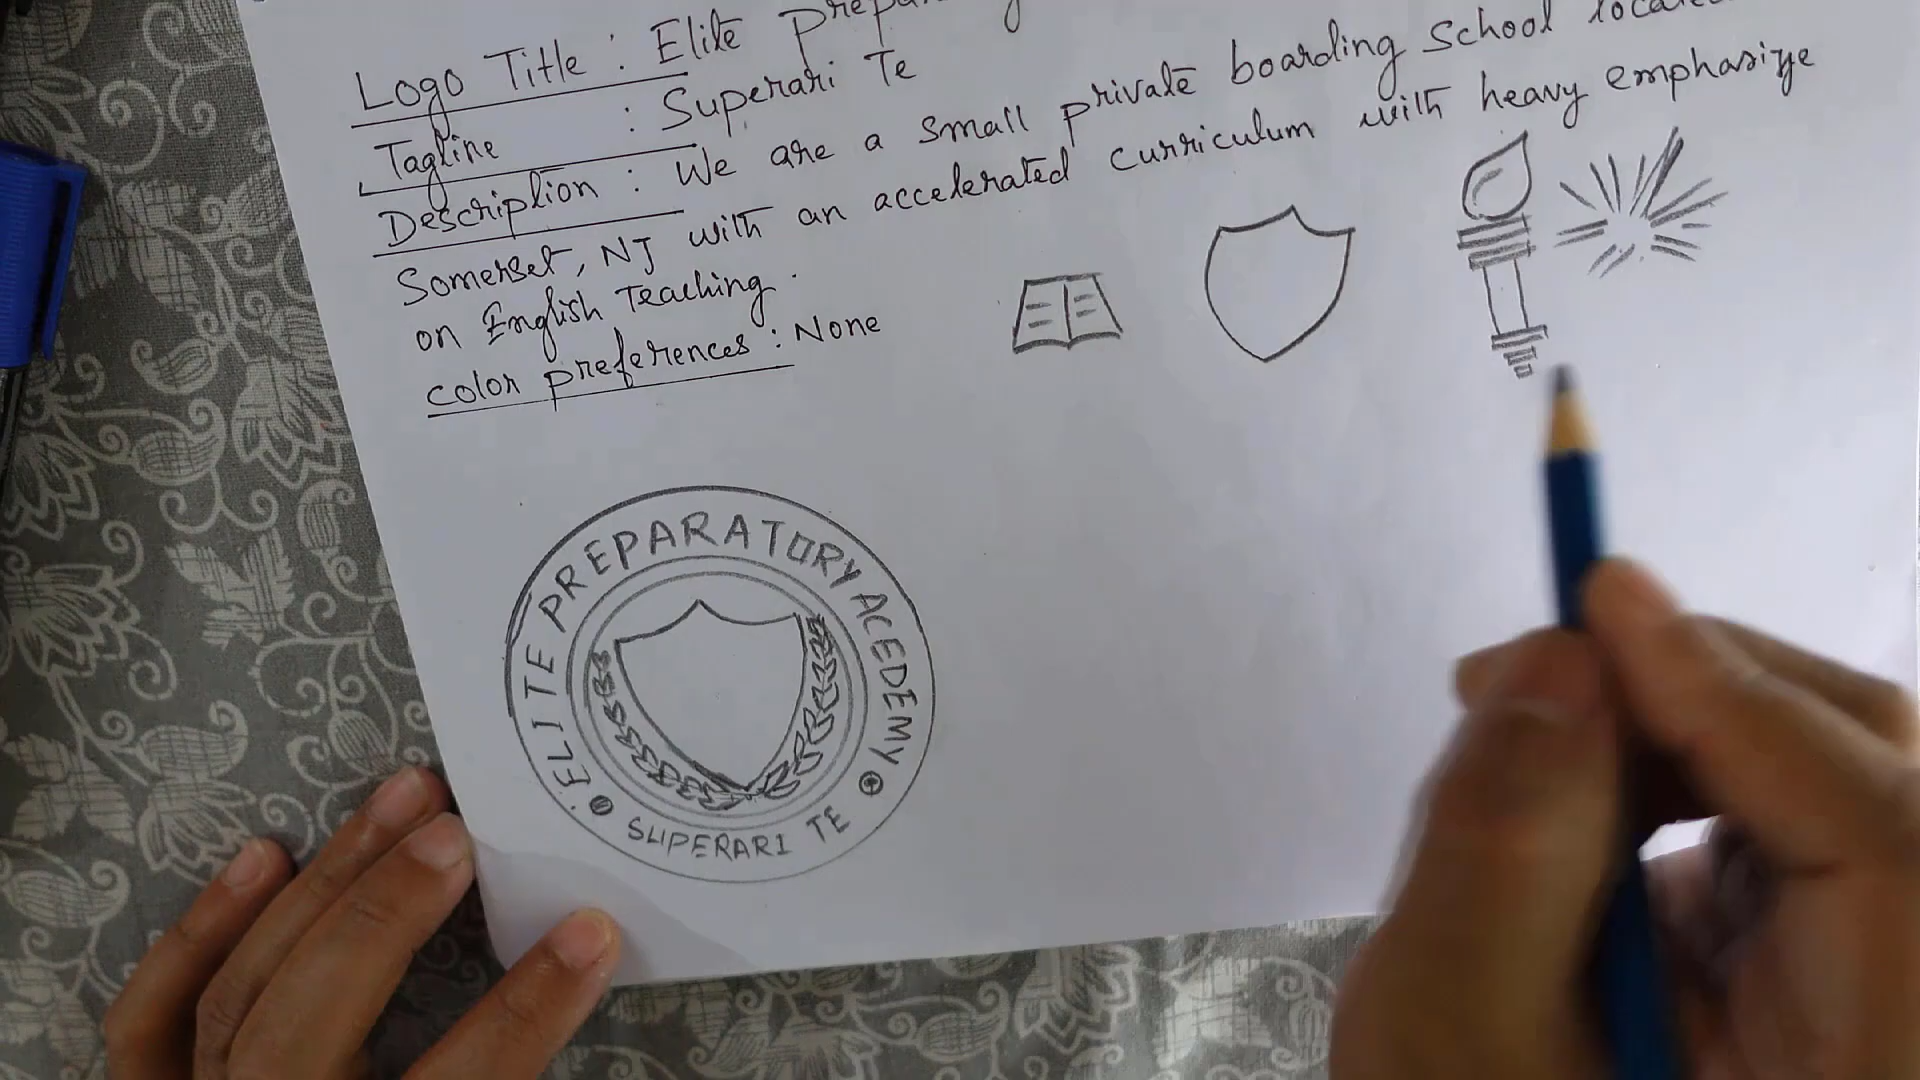 Logo Title : Elite
Tagline : Superari Te
Description : We are a small private boarding School
Somerset, NJ with an accelerated curriculum with heavy emphasize
on English Teaching .
color preferences : None
ELITE PREPARATORY ACEDEMY
SUPERARI TE